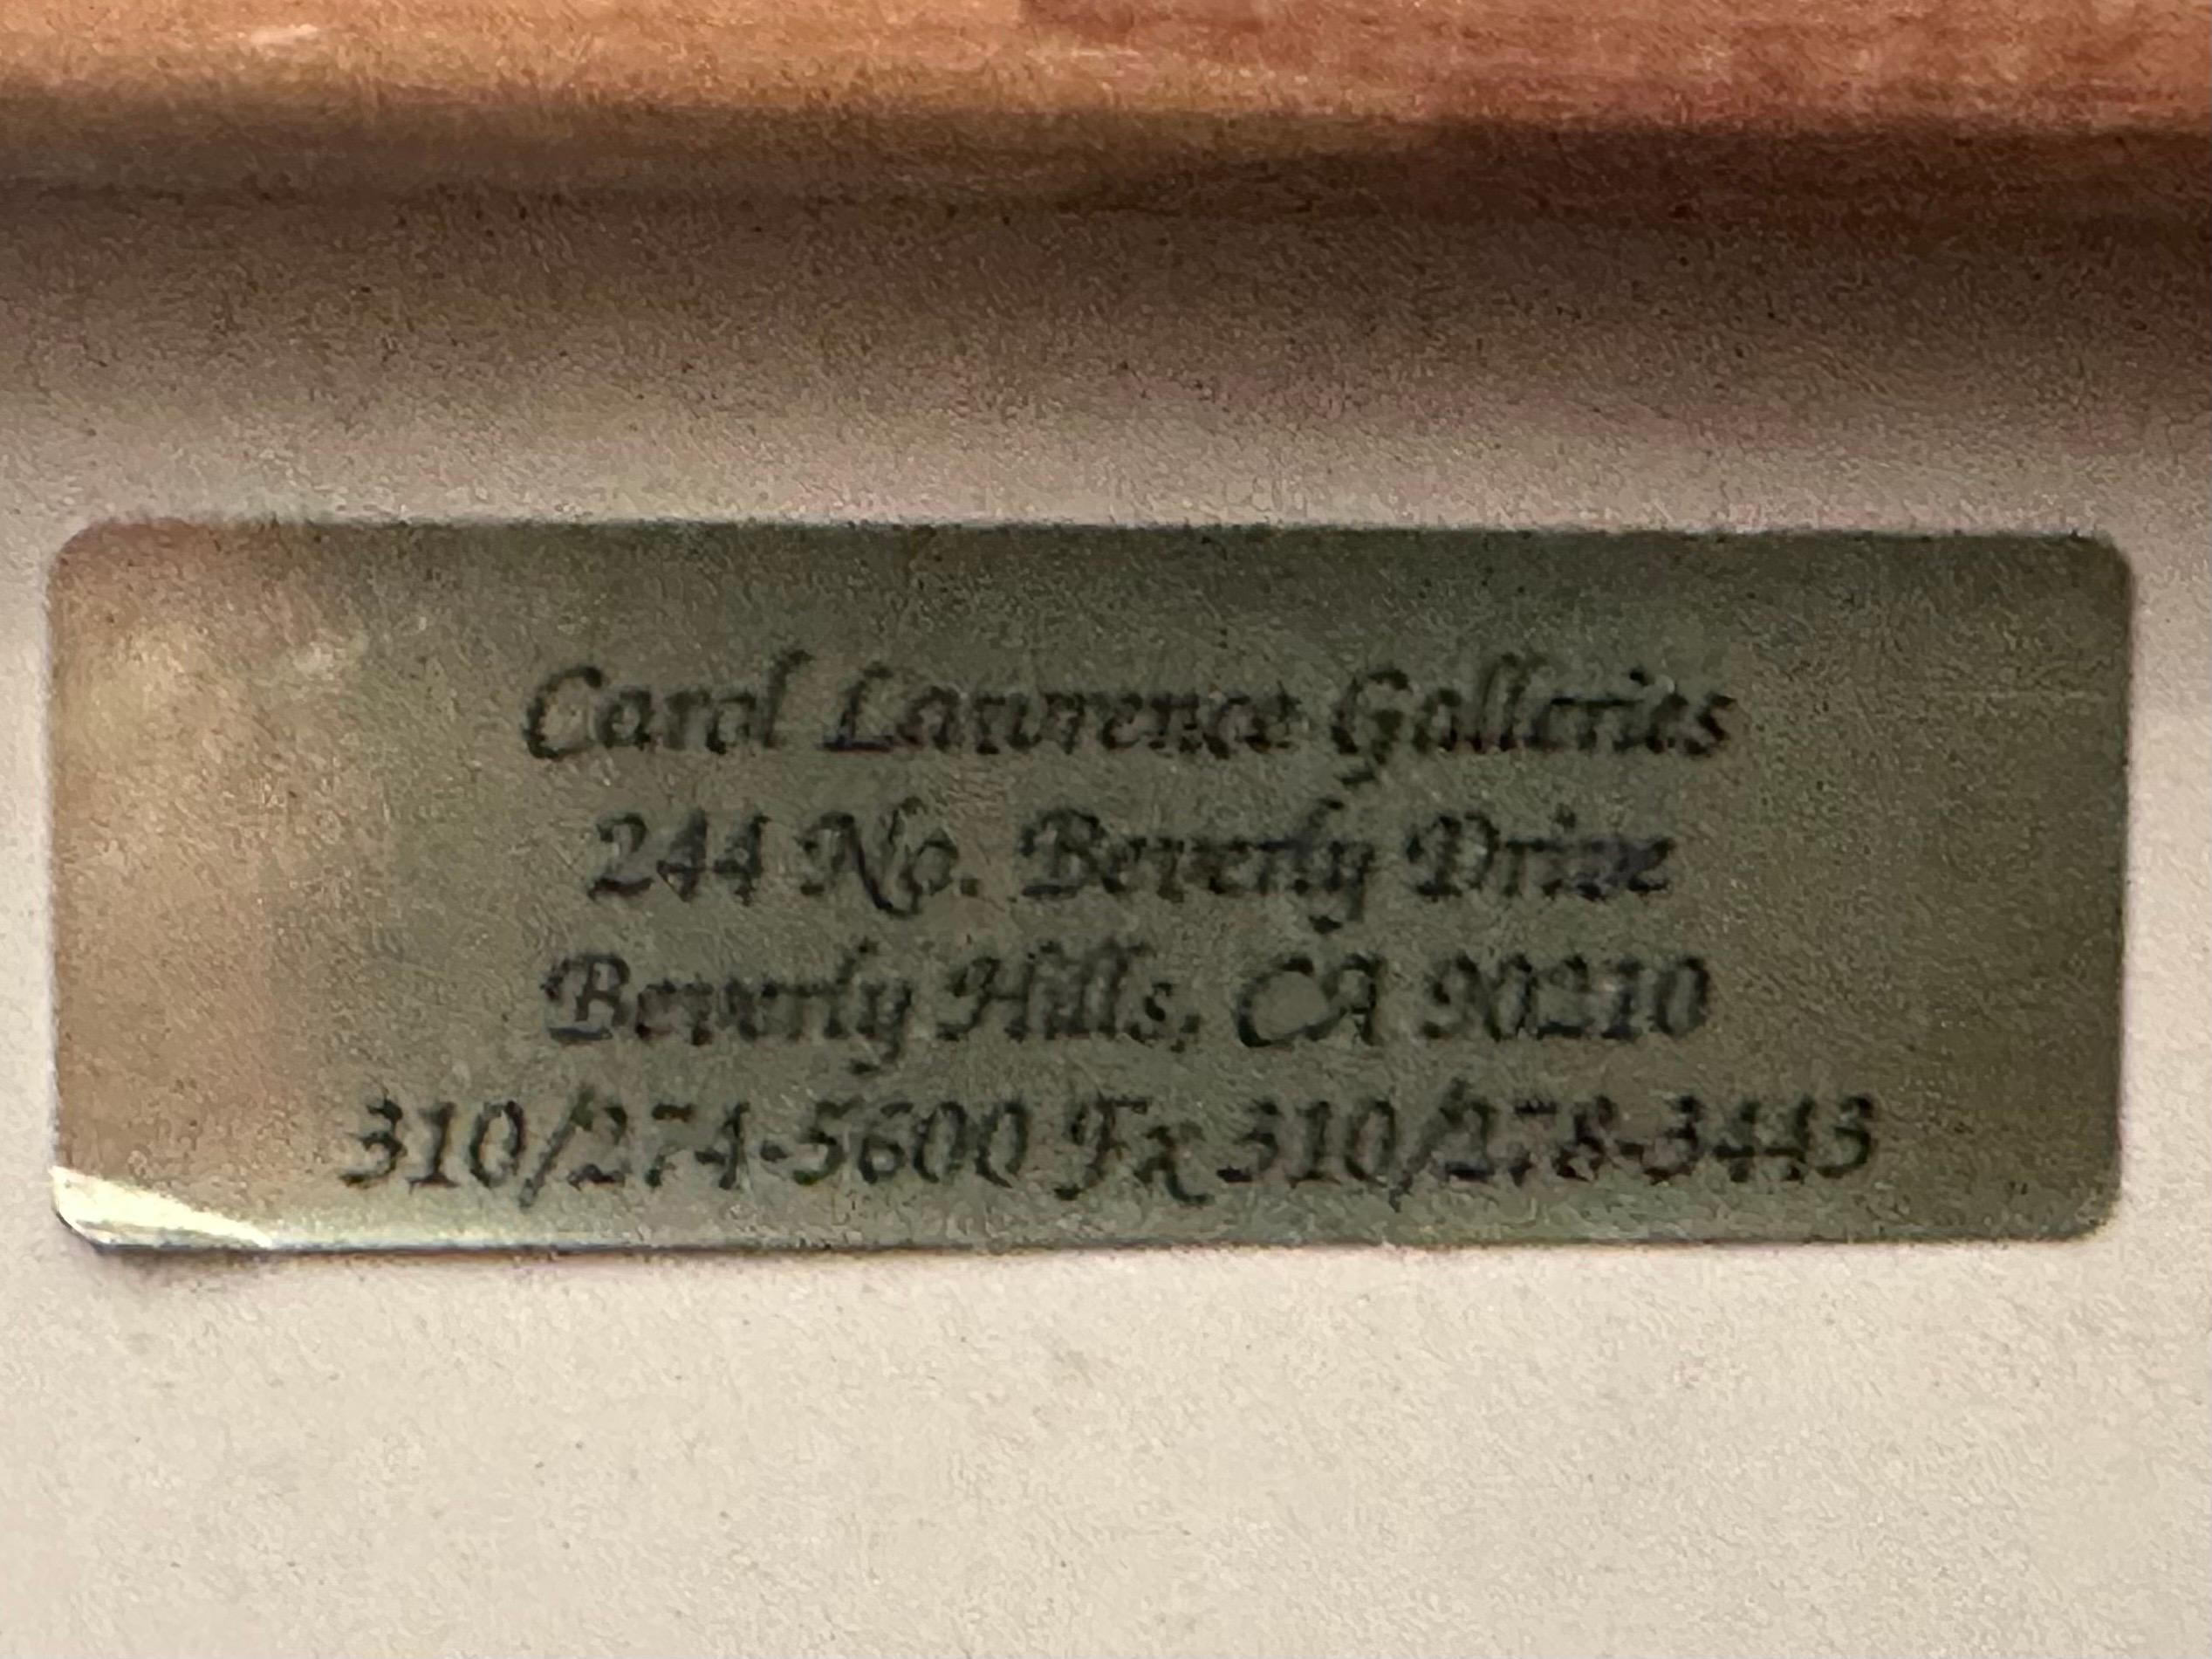 Carol Lawrence Galleries
244 No. Beverly Drive
Beverly Hills, CA 90210
310/274-5600 Fx 310/278-3443